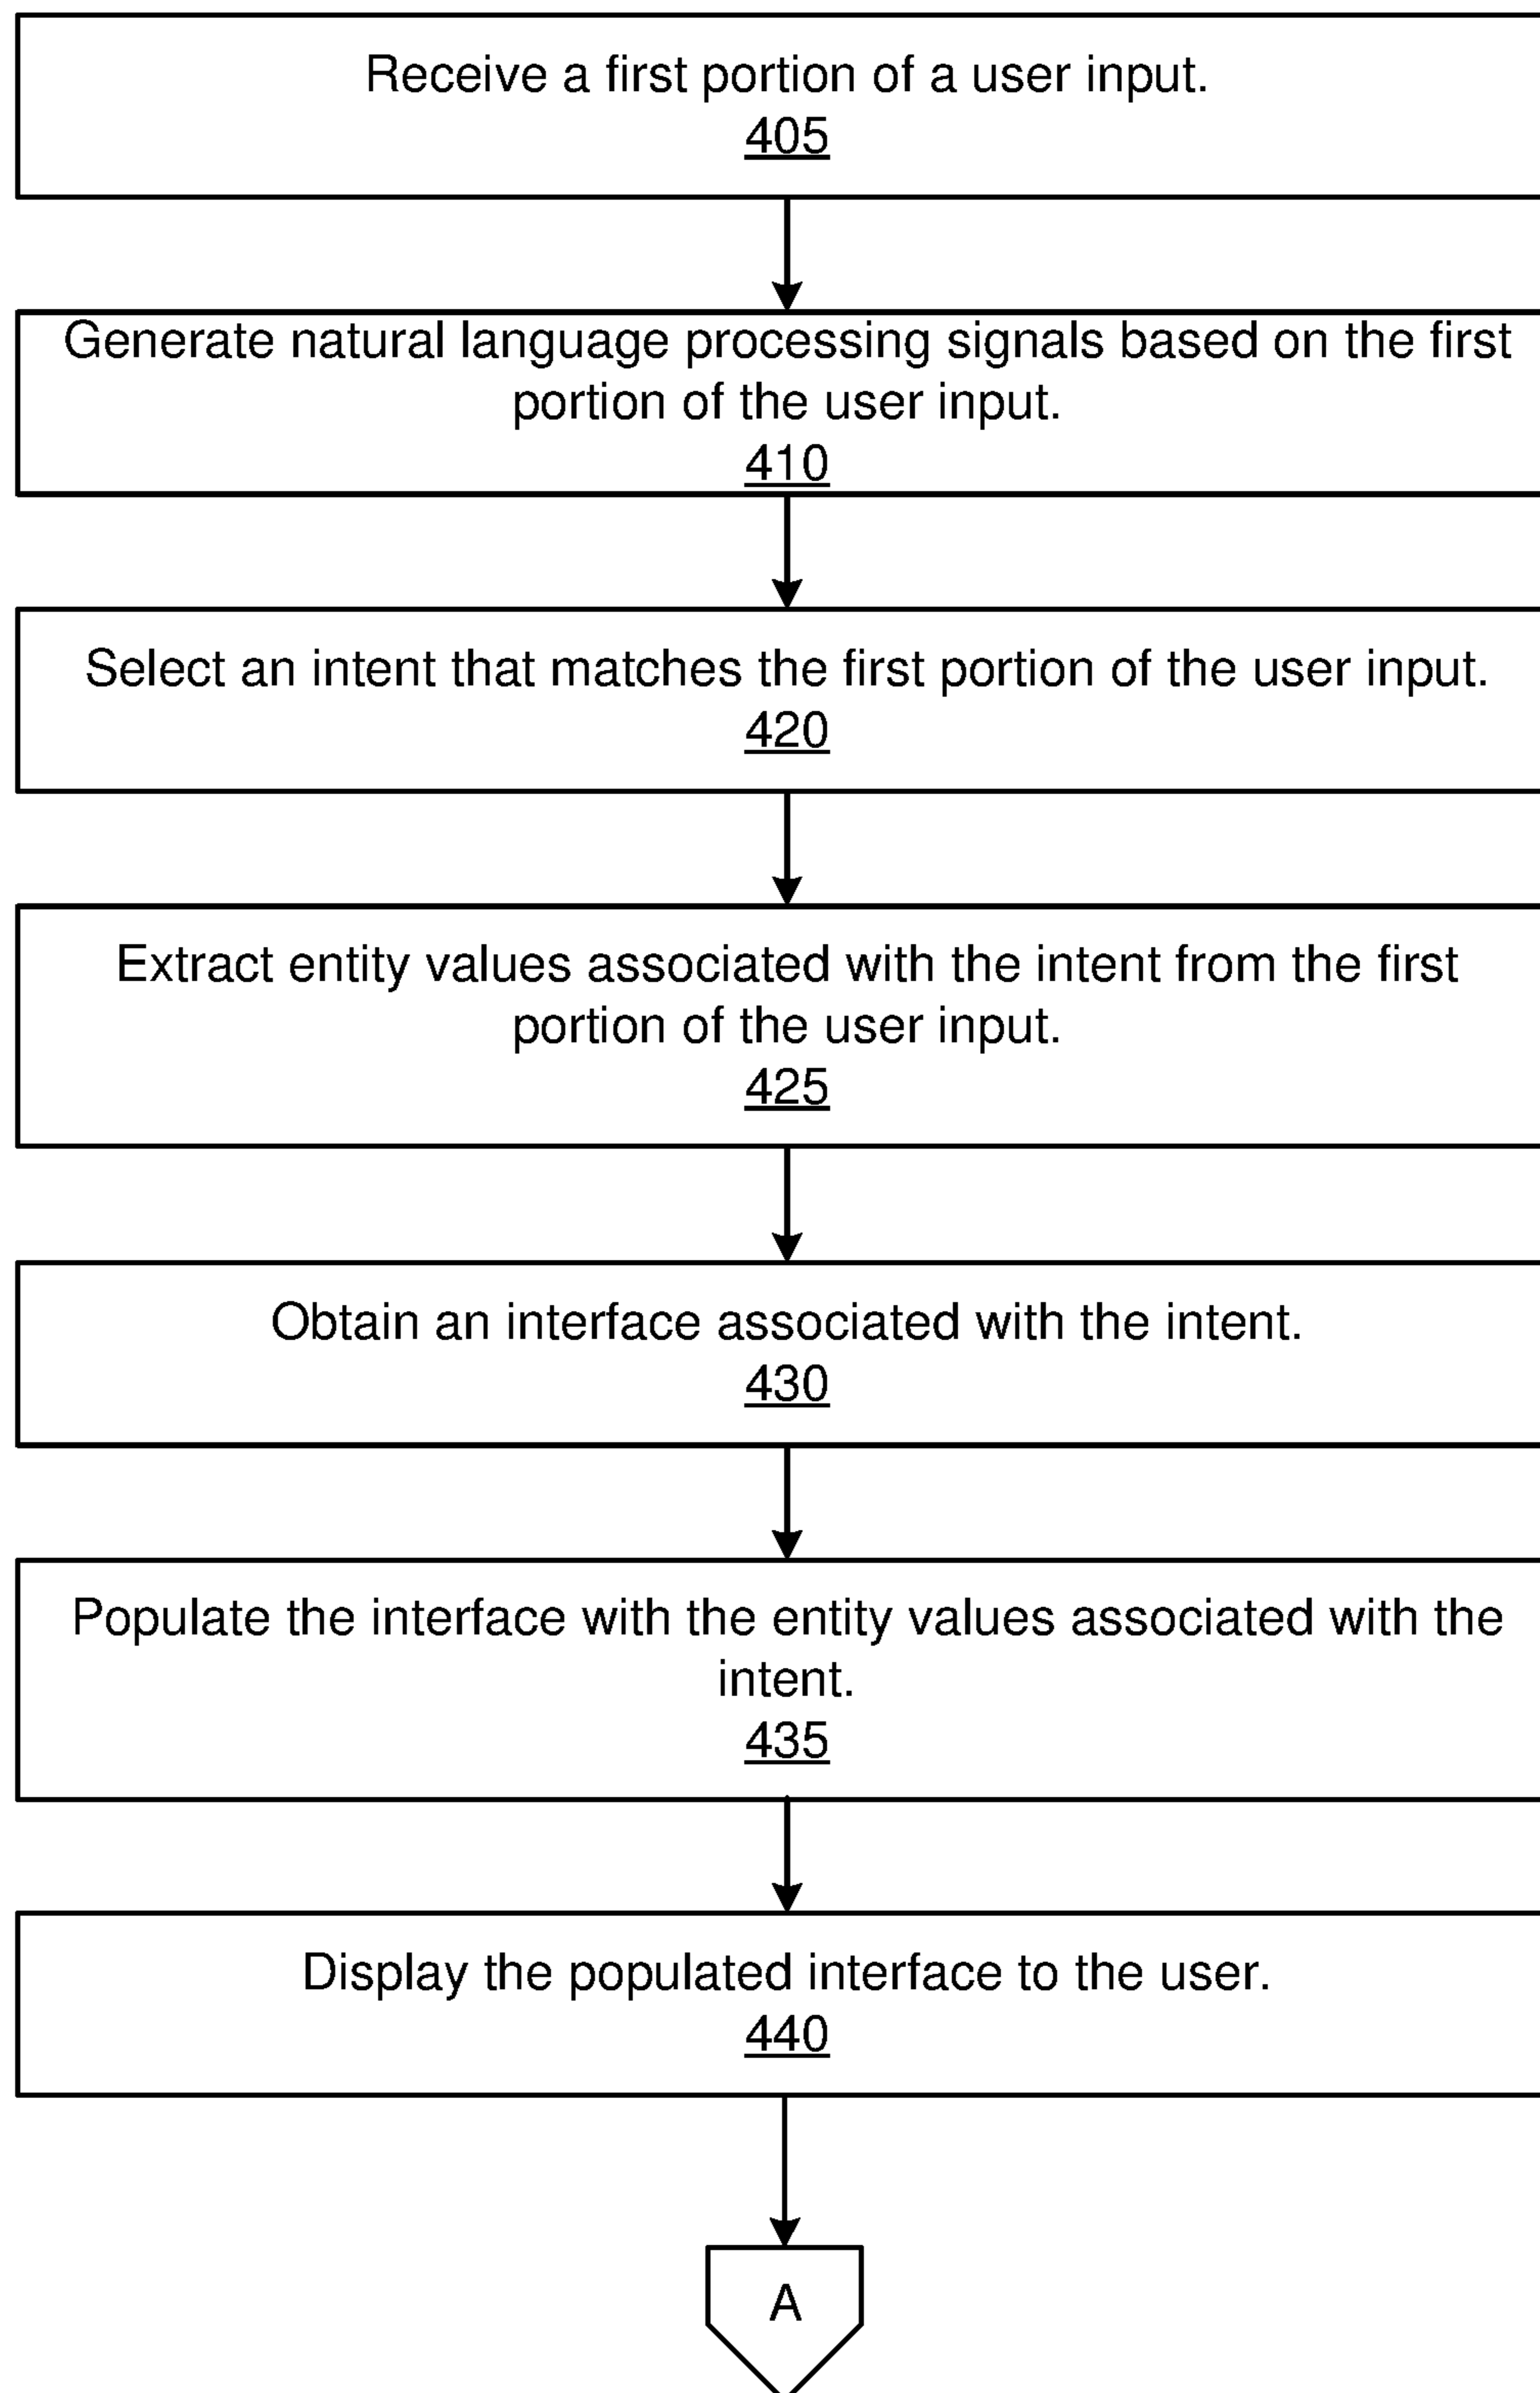 Receive a first portion of a user input.
405
Generate natural language processing signals based on the first
portion of the user input.
410
Select an intent that matches the first portion of the user input.
420
Extract entity values associated with the intent from the first
portion of the user input.
425
Obtain an interface associated with the intent.
430
Populate the interface with the entity values associated with the
intent.
435
Display the populated interface to the user.
440
A